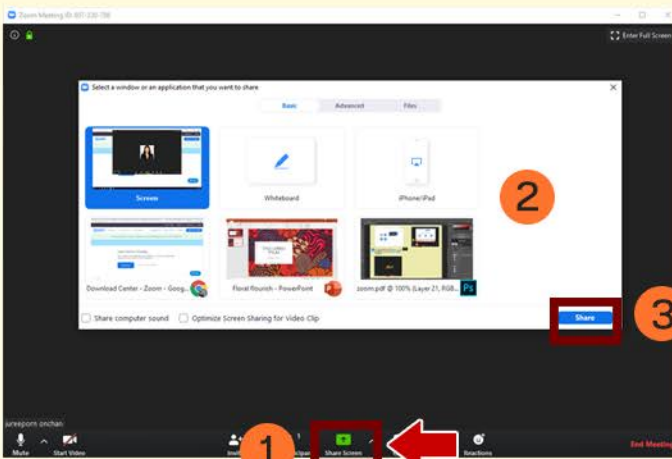 Zoom Meeting ID: 897-230-798
Enter Full Screen
Select a window or an application that you want to share
Basic
Advanced
Files
Screen
Whiteboard
iPhone/iPad
2
Download Center - Zoom - Goog...
Floral flourish - PowerPoint
zoom.pdf @ 100% (Layer 21, RGB...
Ps
Share computer sound
Optimize Screen Sharing for Video Clip
Share
3
jureeporn onchan
Mute
Start Video
1
Share Screen
Reactions
End Meeting